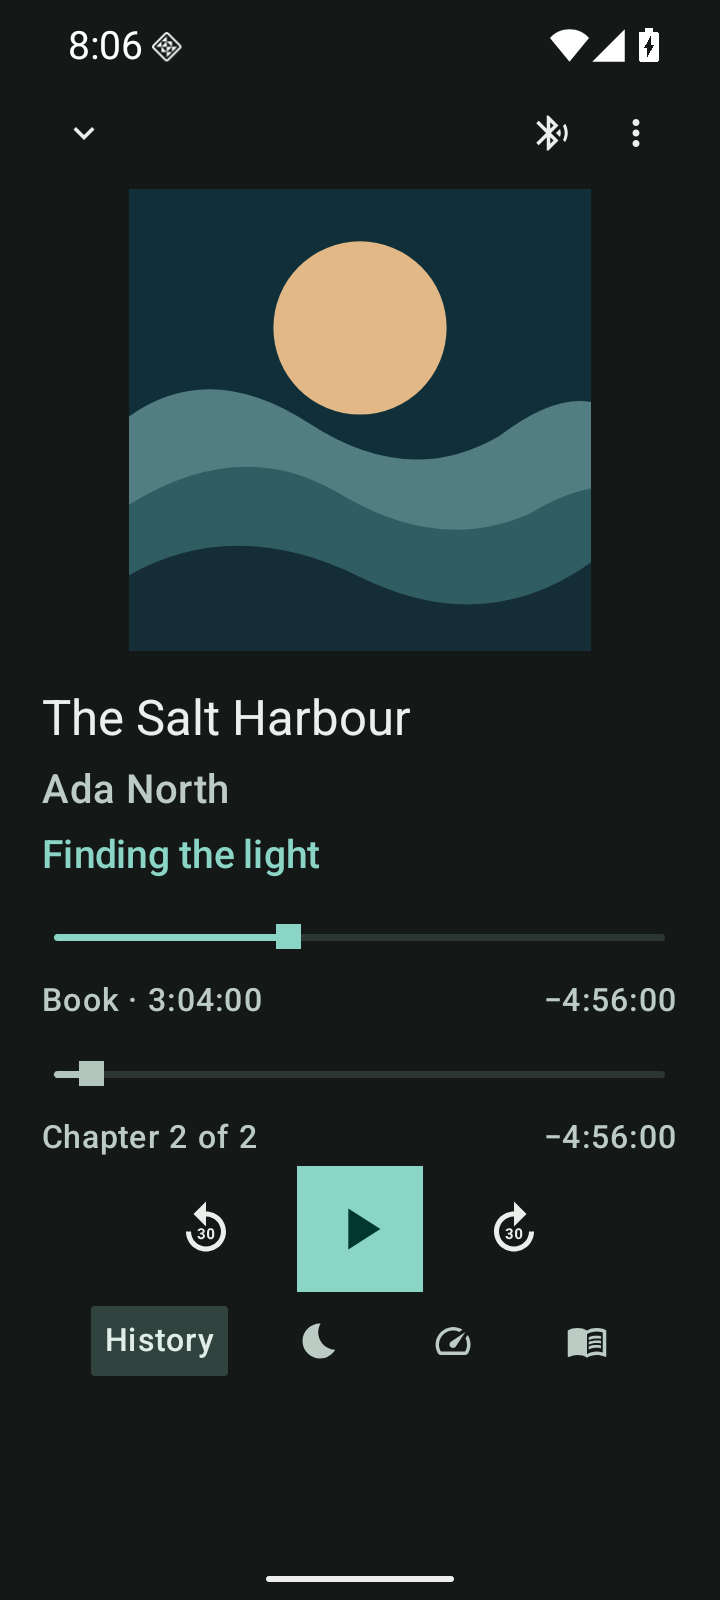 8:06
The Salt Harbour
Ada North
Finding the light
Book · 3:04:00 −4:56:00
Chapter 2 of 2 −4:56:00
30 30
History